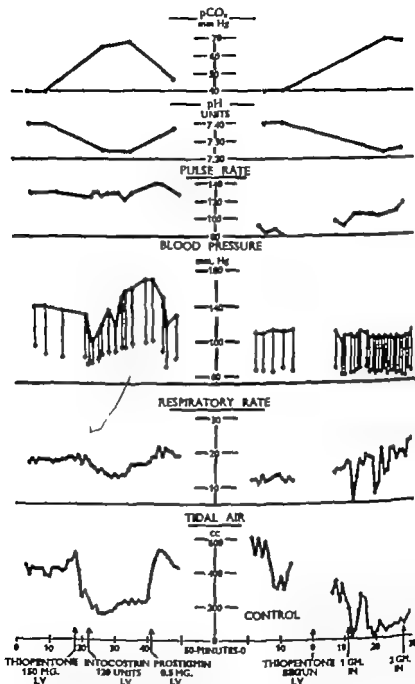 pCO₂
mm Hg
70
60
50
40
pH
UNITS
7.40
7.30
7.20
PULSE RATE
140
120
100
80
BLOOD PRESSURE
mm. Hg
180
140
100
60
RESPIRATORY RATE
30
20
10
TIDAL AIR
cc
600
400
200
CONTROL
0 10 20 30 40 50-MINUTES-0 10 20 30
THIOPENTONE
150 MG.
I.V
INTOCOSTRIN
120 UNITS
I.V
PROSTIGMIN
0.5 MG.
I.V
THIOPENTONE
BEGUN
I.V
1 GM.
IN
2 GM.
IN